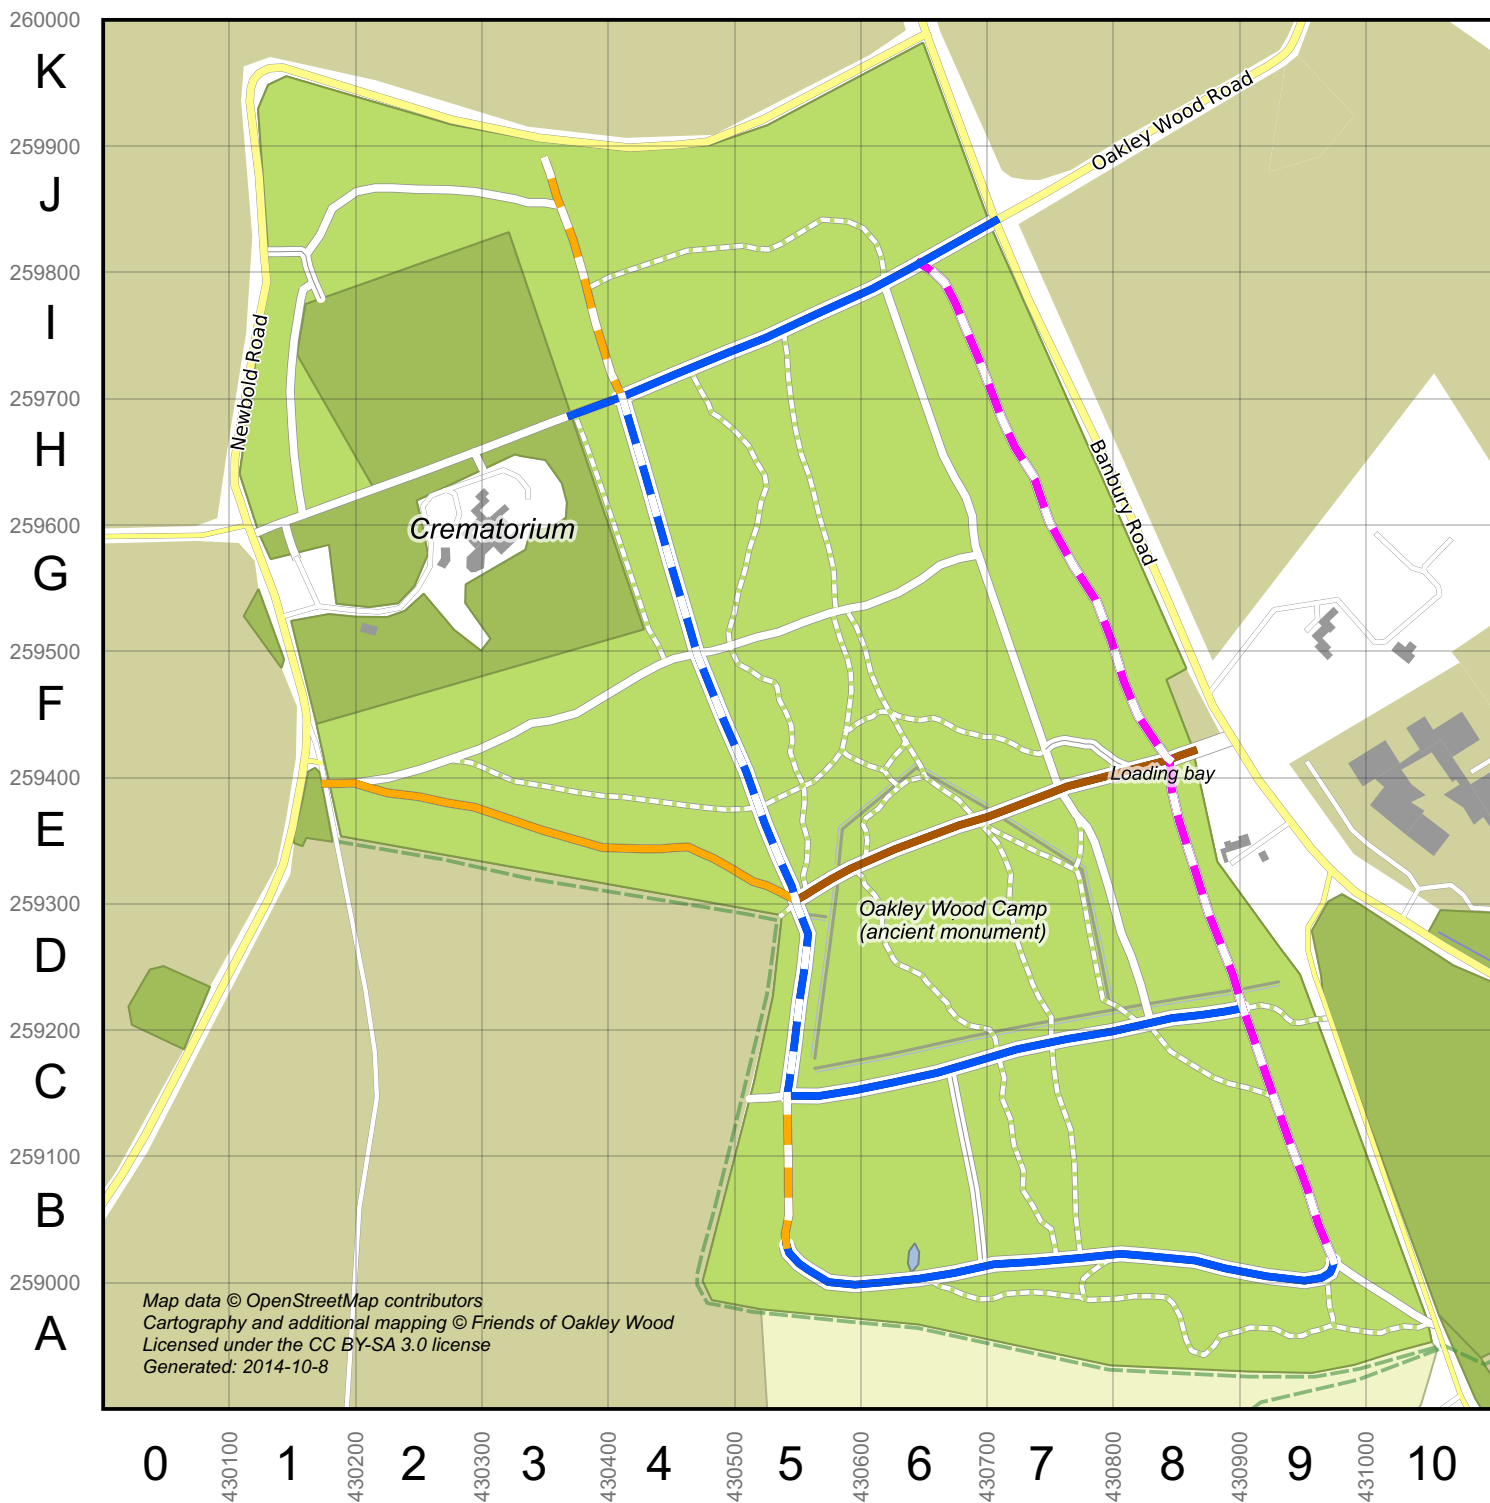 260000
K
Oakley Wood Road
259900
J
259800
I
Newbold Road
259700
H
Banbury Road
259600
Crematorium
G
259500
F
259400
Loading bay
E
259300
Oakley Wood Camp
(ancient monument)
D
259200
C
259100
B
259000
Map data © OpenStreetMap contributors
Cartography and additional mapping © Friends of Oakley Wood
Licensed under the CC BY-SA 3.0 license
Generated: 2014-10-8
A
0 430100 1 430200 2 430300 3 430400 4 430500 5 430600 6 430700 7 430800 8 430900 9 431000 10